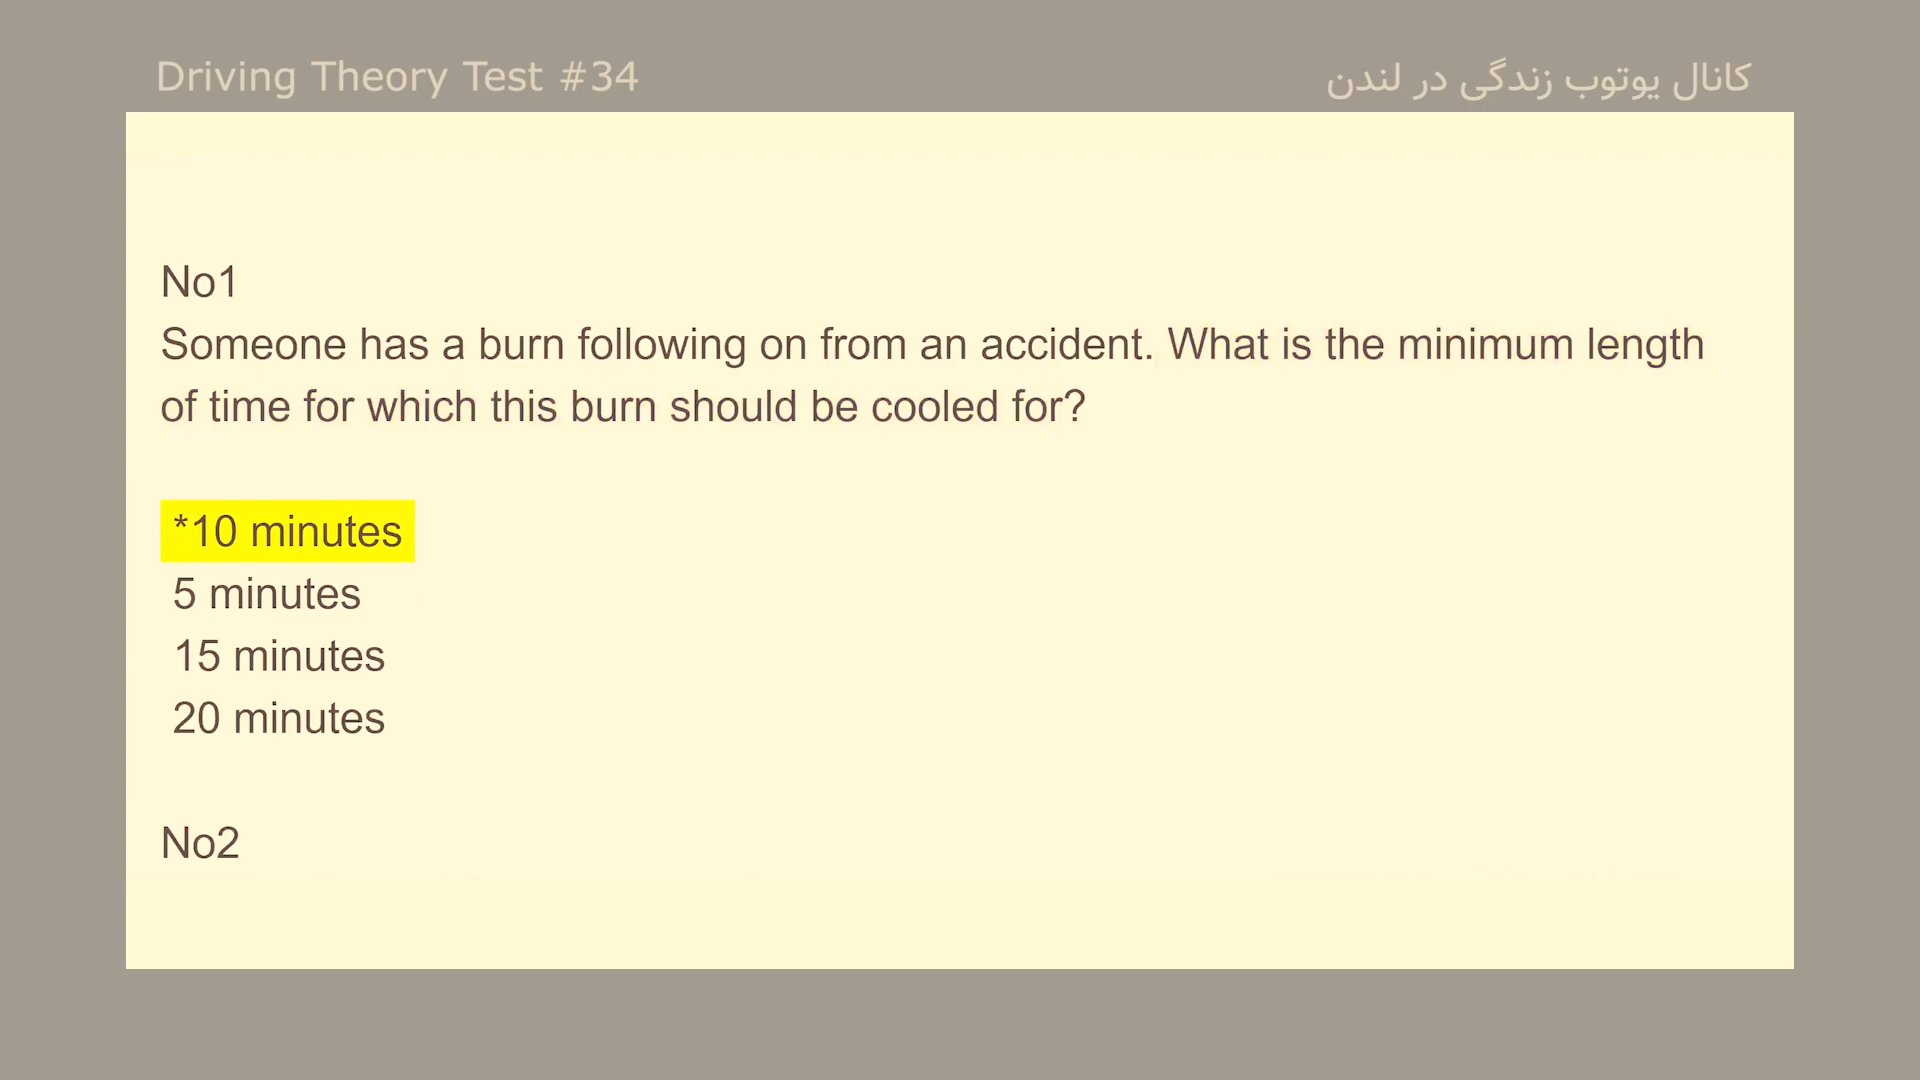 Driving Theory Test #34
کانال یوتوب زندگی در لندن
No1
Someone has a burn following on from an accident. What is the minimum length
of time for which this burn should be cooled for?
*10 minutes
5 minutes
15 minutes
20 minutes
No2